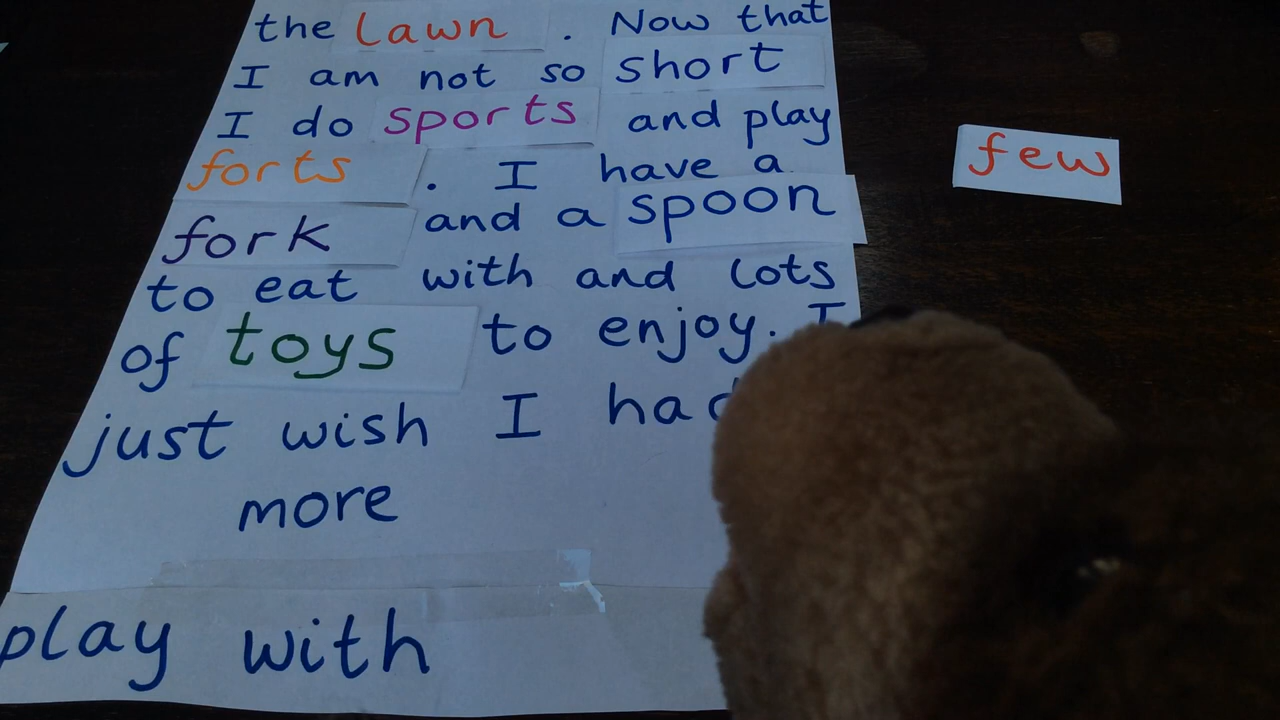 the lawn . Now that
I am not so short
I do sports and play
forts . I have a
fork and a spoon
to eat with and lots
of toys to enjoy. I
just wish I had
more
play with
few